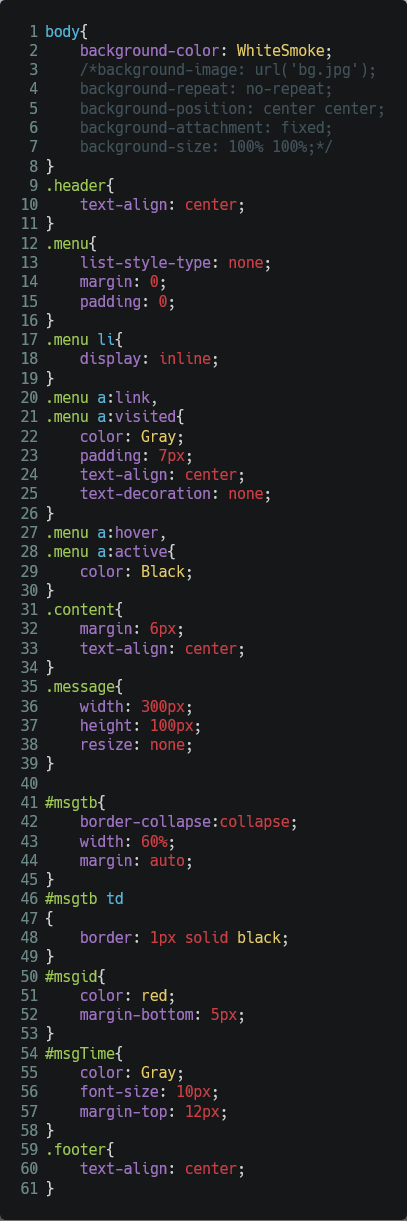 1 body{
2     background-color: WhiteSmoke;
3     /*background-image: url('bg.jpg');
4     background-repeat: no-repeat;
5     background-position: center center;
6     background-attachment: fixed;
7     background-size: 100% 100%;*/
8 }
9 .header{
10     text-align: center;
11 }
12 .menu{
13     list-style-type: none;
14     margin: 0;
15     padding: 0;
16 }
17 .menu li{
18     display: inline;
19 }
20 .menu a:link,
21 .menu a:visited{
22     color: Gray;
23     padding: 7px;
24     text-align: center;
25     text-decoration: none;
26 }
27 .menu a:hover,
28 .menu a:active{
29     color: Black;
30 }
31 .content{
32     margin: 6px;
33     text-align: center;
34 }
35 .message{
36     width: 300px;
37     height: 100px;
38     resize: none;
39 }
40
41 #msgtb{
42     border-collapse:collapse;
43     width: 60%;
44     margin: auto;
45 }
46 #msgtb td
47 {
48     border: 1px solid black;
49 }
50 #msgid{
51     color: red;
52     margin-bottom: 5px;
53 }
54 #msgTime{
55     color: Gray;
56     font-size: 10px;
57     margin-top: 12px;
58 }
59 .footer{
60     text-align: center;
61 }